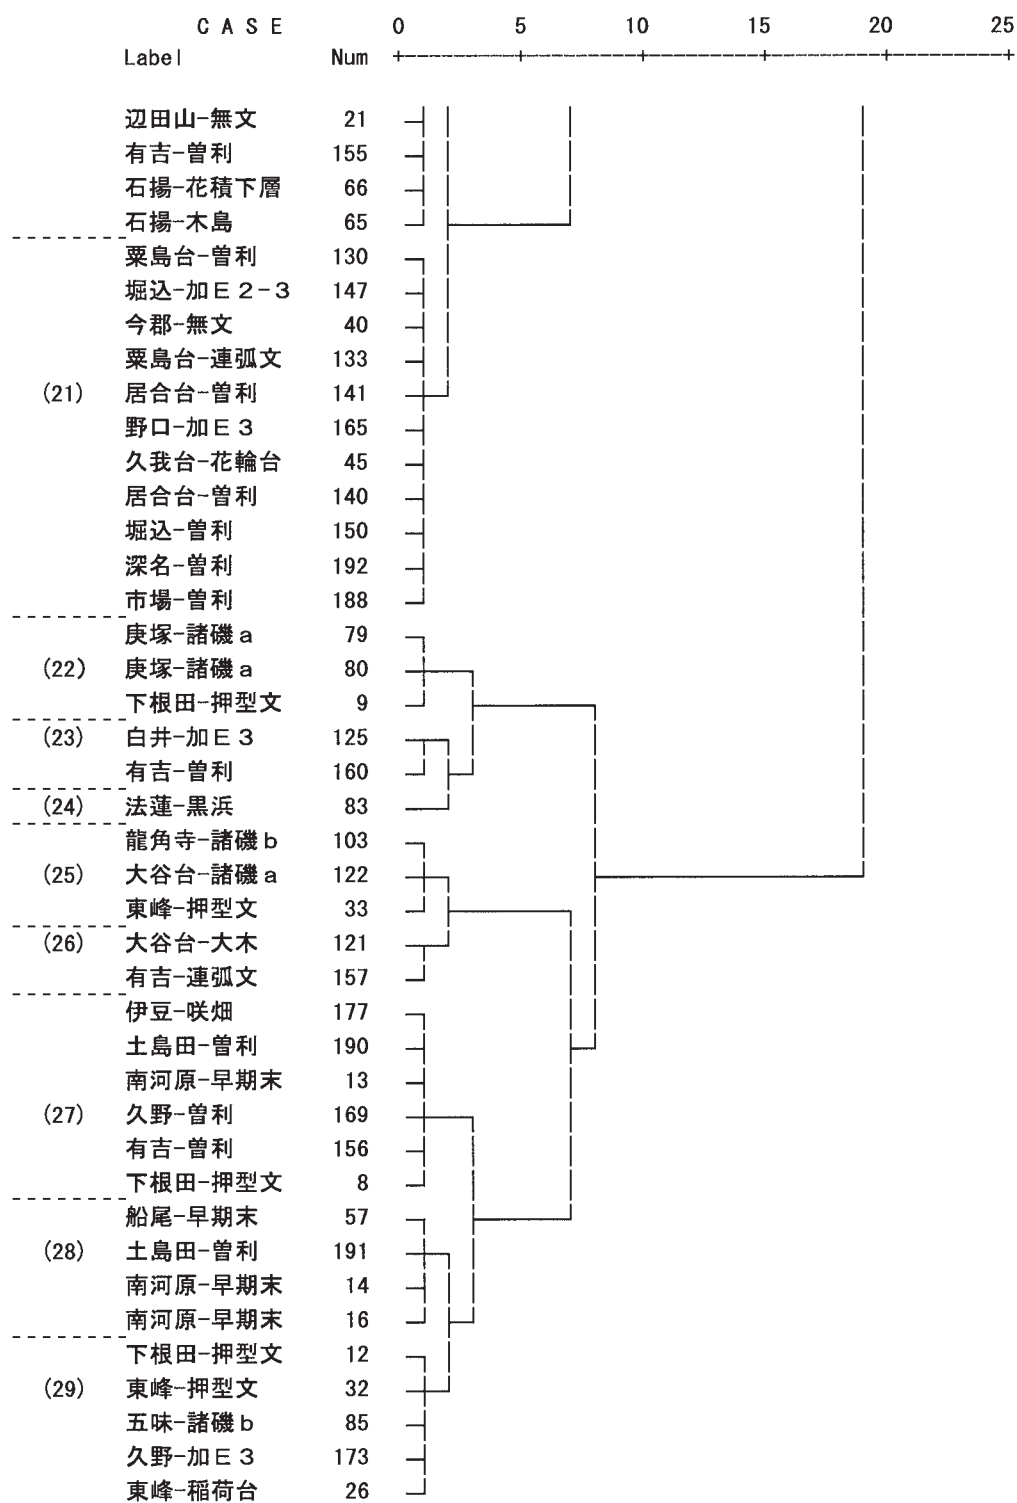 CASE 0 5 10 15 20 25
Label Num
辺田山-無文 21
有吉-曽利 155
石揚-花積下層 66
石揚-木島 65
粟島台-曽利 130
堀込-加E2-3 147
今郡-無文 40
粟島台-連弧文 133
(21) 居合台-曽利 141
野口-加E3 165
久我台-花輪台 45
居合台-曽利 140
堀込-曽利 150
深名-曽利 192
市場-曽利 188
庚塚-諸磯a 79
(22) 庚塚-諸磯a 80
下根田-押型文 9
(23) 白井-加E3 125
有吉-曽利 160
(24) 法蓮-黒浜 83
龍角寺-諸磯b 103
(25) 大谷台-諸磯a 122
東峰-押型文 33
(26) 大谷台-大木 121
有吉-連弧文 157
伊豆-咲畑 177
土島田-曽利 190
南河原-早期末 13
(27) 久野-曽利 169
有吉-曽利 156
下根田-押型文 8
船尾-早期末 57
(28) 土島田-曽利 191
南河原-早期末 14
南河原-早期末 16
下根田-押型文 12
(29) 東峰-押型文 32
五味-諸磯b 85
久野-加E3 173
東峰-稲荷台 26